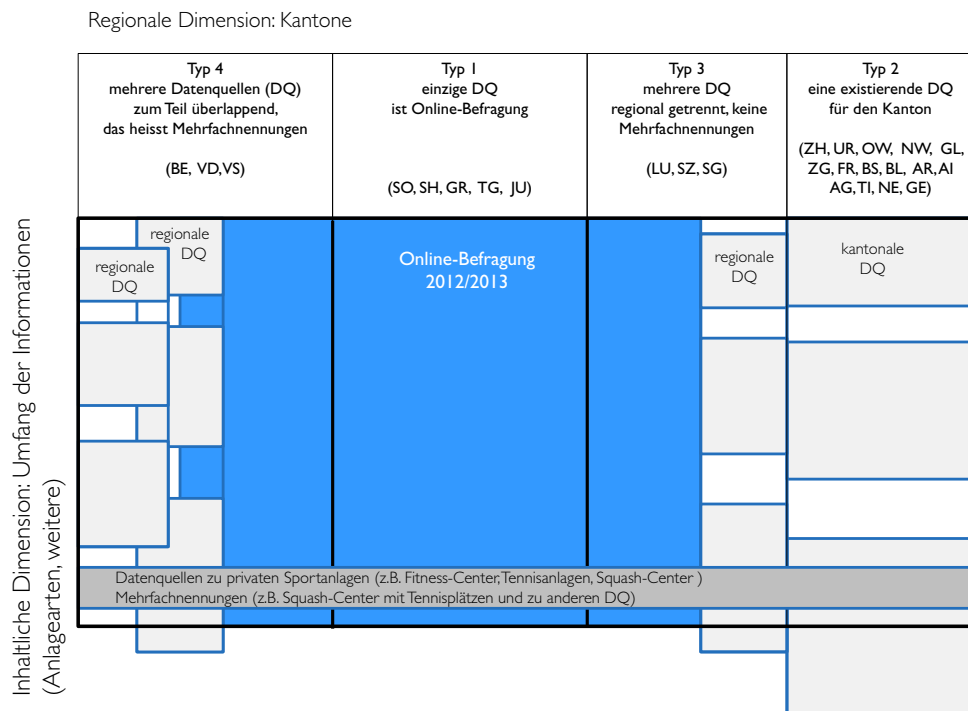 Regionale Dimension: Kantone
Typ 4
mehrere Datenquellen (DQ)
zum Teil überlappend,
das heisst Mehrfachnennungen
(BE, VD, VS)
Typ 1
einzige DQ
ist Online-Befragung
(SO, SH, GR, TG, JU)
Typ 3
mehrere DQ
regional getrennt, keine
Mehrfachnennungen
(LU, SZ, SG)
Typ 2
eine existierende DQ
für den Kanton
(ZH, UR, OW, NW, GL,
ZG, FR, BS, BL, AR, AI
AG, TI, NE, GE)
Inhaltliche Dimension: Umfang der Informationen
(Anlagearten, weitere)
regionale
DQ
regionale
DQ
Online-Befragung
2012/2013
regionale
DQ
kantonale
DQ
Datenquellen zu privaten Sportanlagen (z.B. Fitness-Center, Tennisanlagen, Squash-Center )
Mehrfachnennungen (z.B. Squash-Center mit Tennisplätzen und zu anderen DQ)